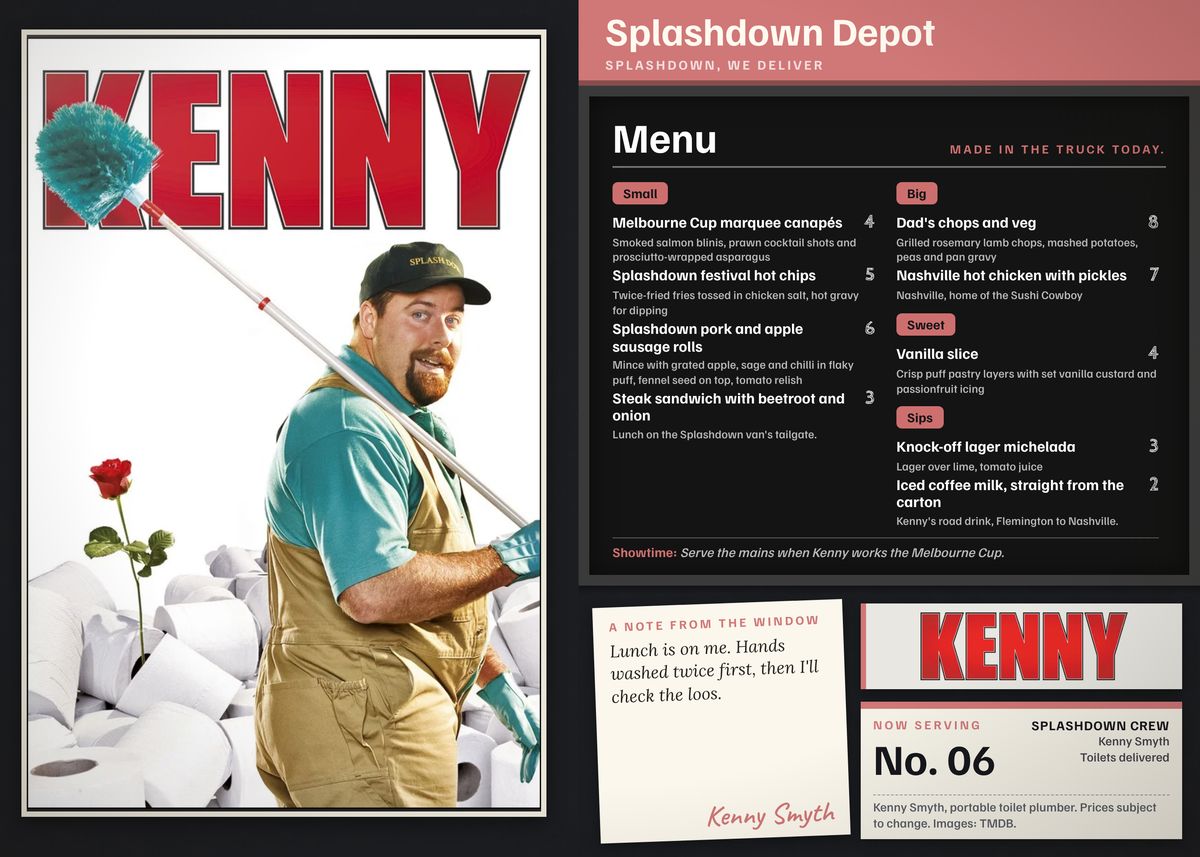 KENNY
SPLASHDO
Splashdown Depot
SPLASHDOWN, WE DELIVER
Menu
MADE IN THE TRUCK TODAY.
Small
Melbourne Cup marquee canapés 4
Smoked salmon blinis, prawn cocktail shots and
prosciutto-wrapped asparagus
Splashdown festival hot chips 5
Twice-fried fries tossed in chicken salt, hot gravy
for dipping
Splashdown pork and apple 6
sausage rolls
Mince with grated apple, sage and chilli in flaky
puff, fennel seed on top, tomato relish
Steak sandwich with beetroot and 3
onion
Lunch on the Splashdown van's tailgate.
Big
Dad's chops and veg 8
Grilled rosemary lamb chops, mashed potatoes,
peas and pan gravy
Nashville hot chicken with pickles 7
Nashville, home of the Sushi Cowboy
Sweet
Vanilla slice 4
Crisp puff pastry layers with set vanilla custard and
passionfruit icing
Sips
Knock-off lager michelada 3
Lager over lime, tomato juice
Iced coffee milk, straight from the 2
carton
Kenny's road drink, Flemington to Nashville.
Showtime: Serve the mains when Kenny works the Melbourne Cup.
A NOTE FROM THE WINDOW
Lunch is on me. Hands
washed twice first, then I'll
check the loos.
Kenny Smyth
KENNY
NOW SERVING
No. 06
SPLASHDOWN CREW
Kenny Smyth
Toilets delivered
Kenny Smyth, portable toilet plumber. Prices subject
to change. Images: TMDB.